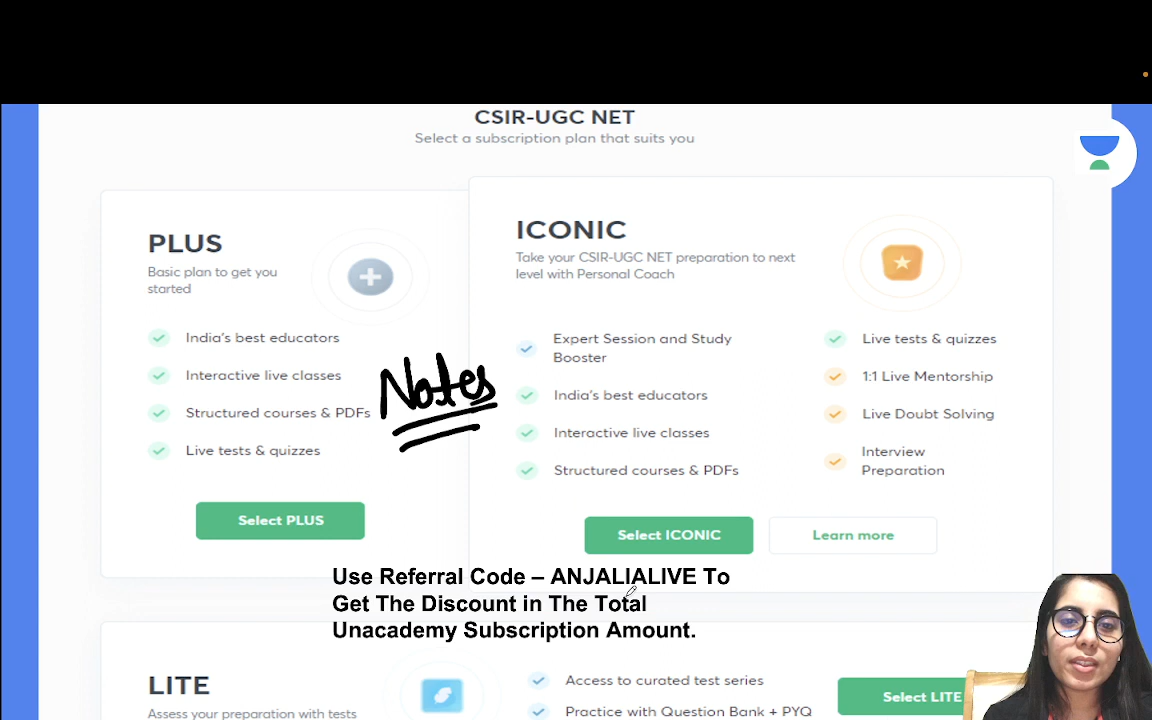 CSIR-UGC NET
Select a subscription plan that suits you
PLUS
Basic plan to get you
started
India's best educators
Interactive live classes
Structured courses & PDFs
Live tests & quizzes
Select PLUS
Notes
ICONIC
Take your CSIR-UGC NET preparation to next
level with Personal Coach
Expert Session and Study
Booster
India's best educators
Interactive live classes
Structured courses & PDFs
Live tests & quizzes
1:1 Live Mentorship
Live Doubt Solving
Interview
Preparation
Select ICONIC
Learn more
Use Referral Code – ANJALIALIVE To
Get The Discount in The Total
Unacademy Subscription Amount.
LITE
Assess your preparation with tests
Access to curated test series
Practice with Question Bank + PYQ
Select LITE